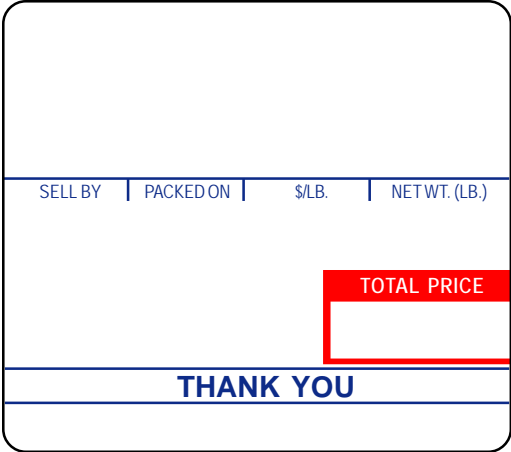 SELL BY PACKED ON $/LB. NET WT. (LB.)
TOTAL PRICE
THANK YOU